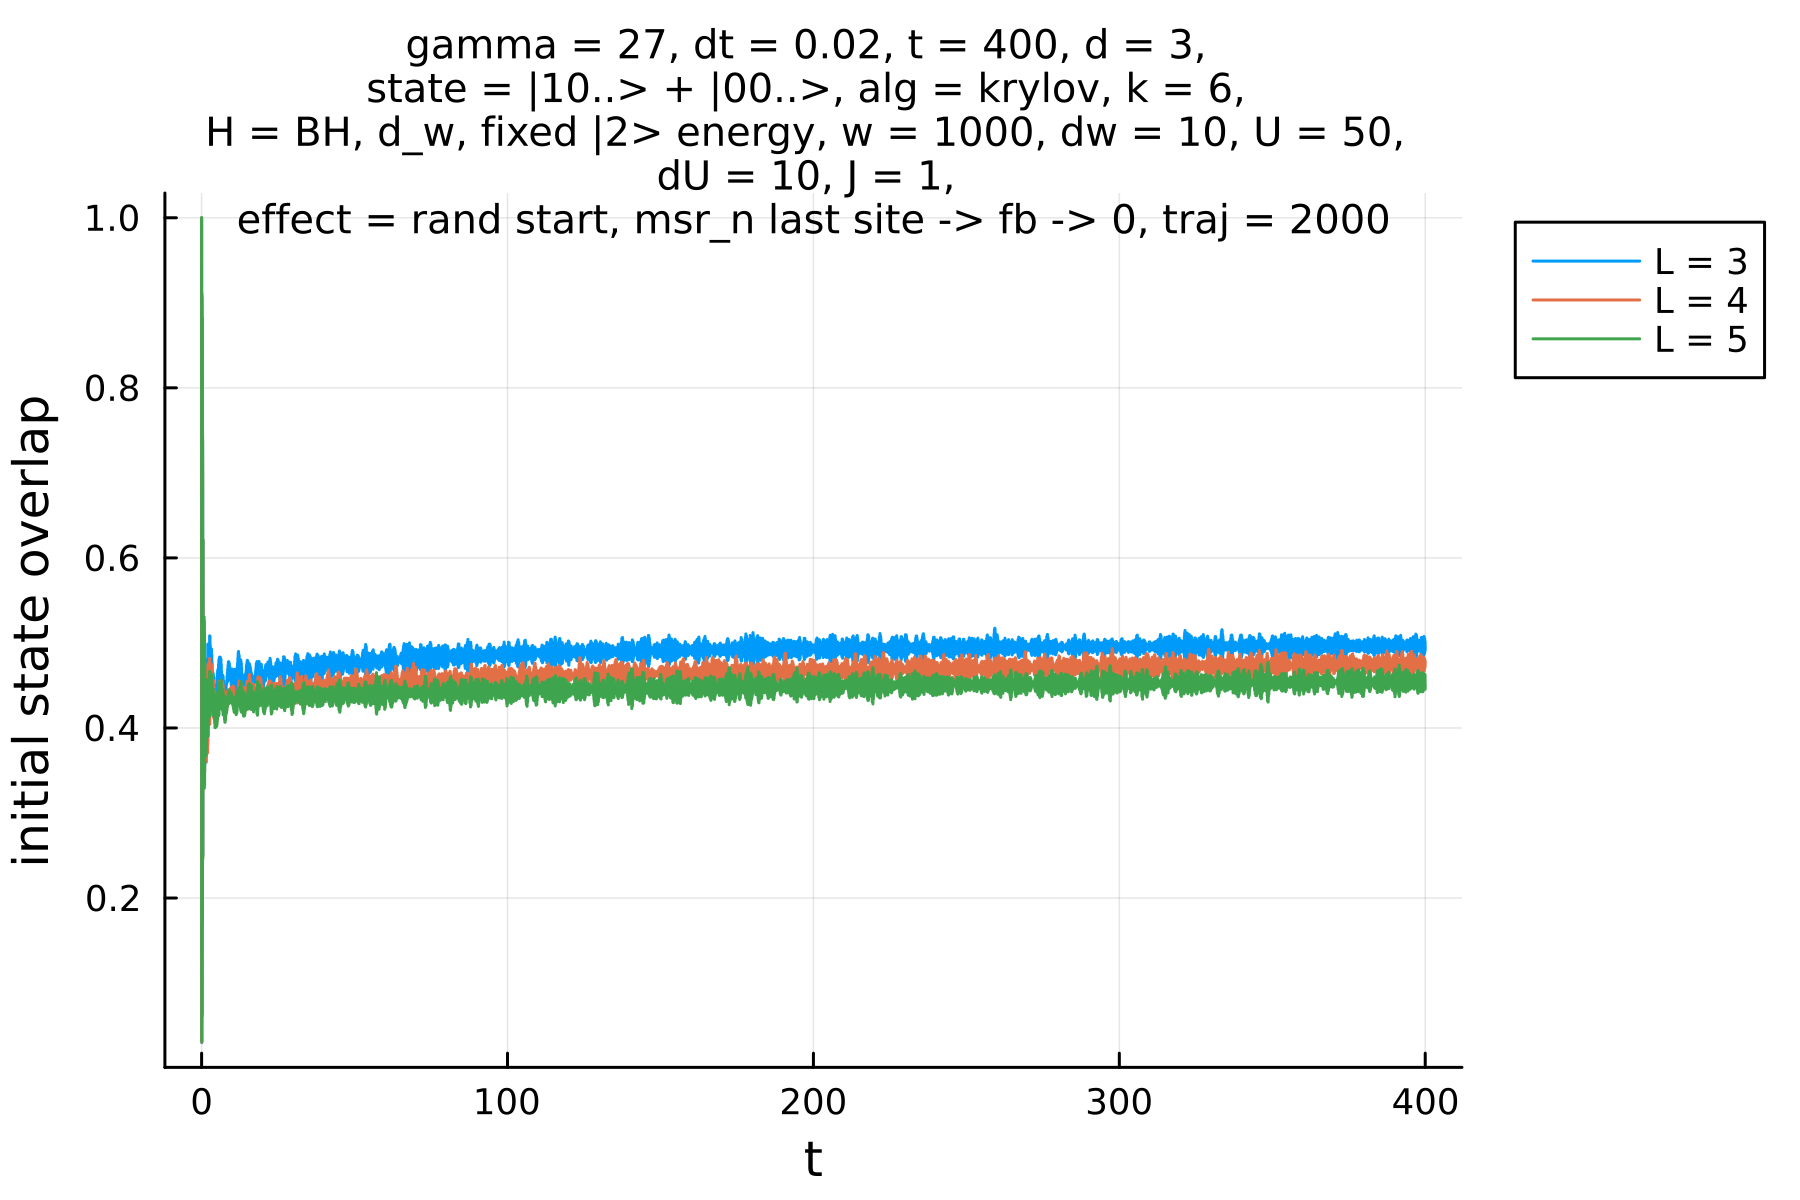 gamma = 27, dt = 0.02, t = 400, d = 3,
state = |10..> + |00..>, alg = krylov, k = 6,
H = BH, d_w, fixed |2> energy, w = 1000, dw = 10, U = 50,
dU = 10, J = 1,
effect = rand start, msr_n last site -> fb -> 0, traj = 2000
1.0
0.8
0.6
0.4
0.2
initial state overlap
0
100
200
300
400
t
L = 3
L = 4
L = 5